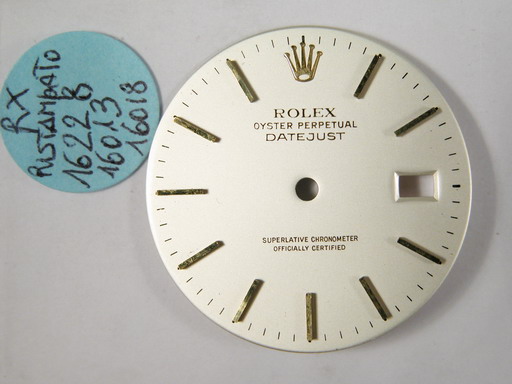 RX
RISTAMPATO
16228
16013
16018
ROLEX
OYSTER PERPETUAL
DATEJUST
SUPERLATIVE CHRONOMETER
OFFICIALLY CERTIFIED